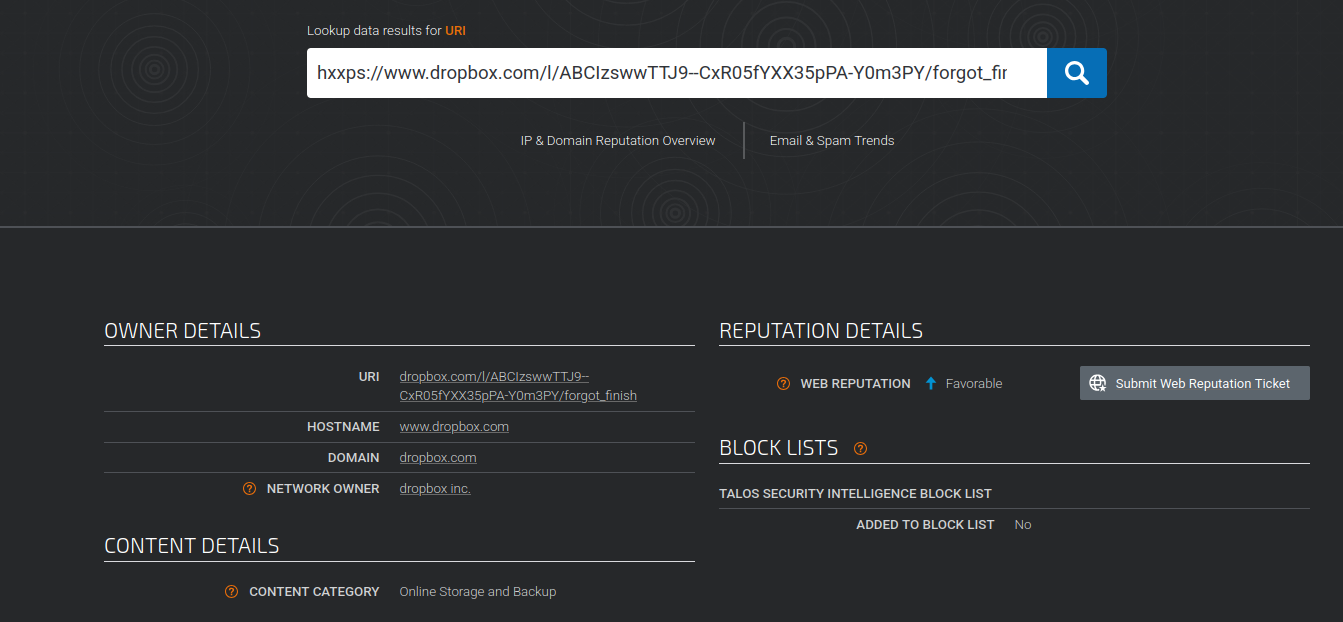 Lookup data results for URI
hxxps://www.dropbox.com/l/ABCIzswwTTJ9--CxR05fYXX35pPA-Y0m3PY/forgot_fir
IP & Domain Reputation Overview
Email & Spam Trends
OWNER DETAILS
URI dropbox.com/l/ABCIzswwTTJ9--
CxR05fYXX35pPA-Y0m3PY/forgot_finish
HOSTNAME www.dropbox.com
DOMAIN dropbox.com
NETWORK OWNER dropbox inc.
CONTENT DETAILS
CONTENT CATEGORY Online Storage and Backup
REPUTATION DETAILS
WEB REPUTATION Favorable
Submit Web Reputation Ticket
BLOCK LISTS
TALOS SECURITY INTELLIGENCE BLOCK LIST
ADDED TO BLOCK LIST No